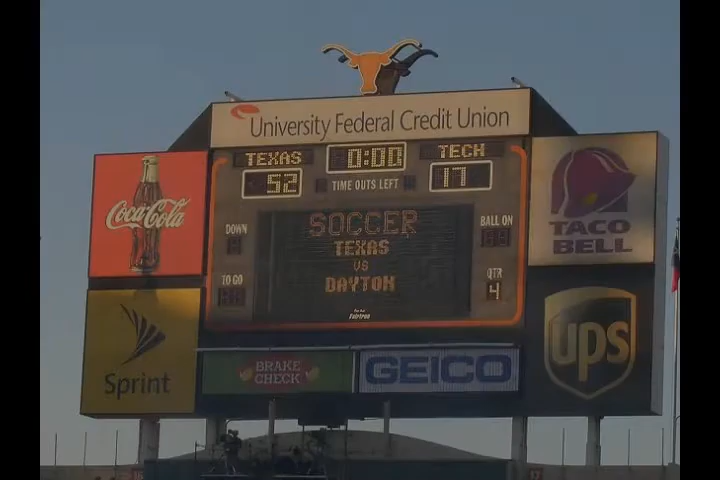 University Federal Credit Union
TEXAS 0:00 TECH
52 TIME OUTS LEFT 17
Coca-Cola
DOWN
TO GO
SOCCER
TEXAS
VS
DAYTON
BALL ON
QTR
4
TACO
BELL
Sprint
BRAKE
CHECK
GEICO
ups